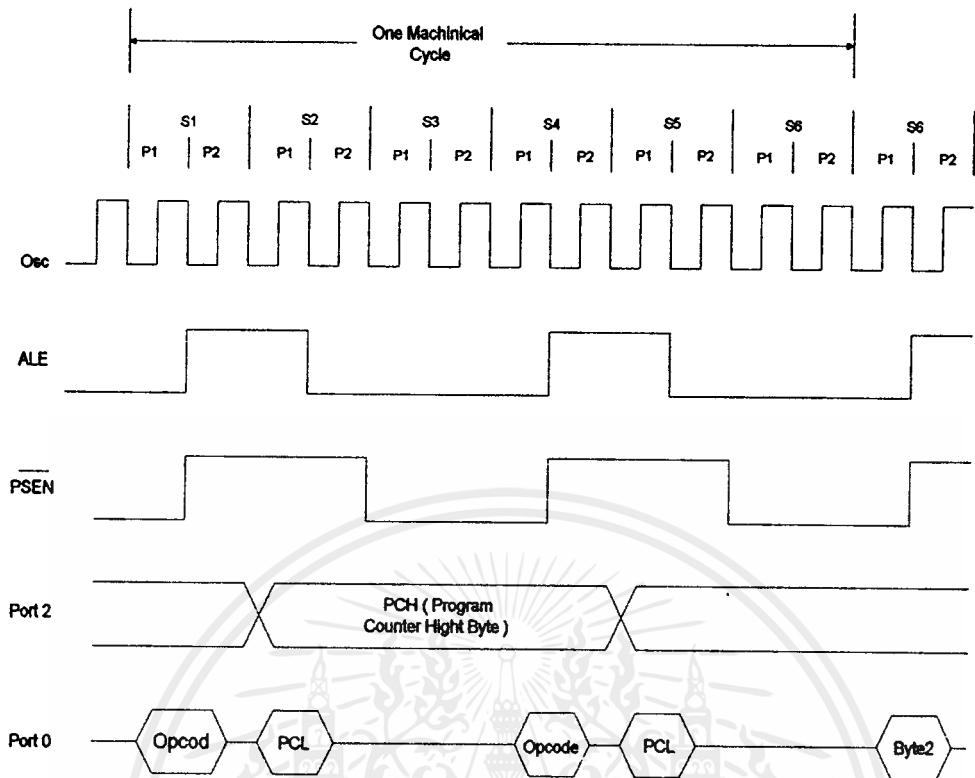 One Machinical
Cycle
S1 S2 S3 S4 S5 S6 S6
P1 P2 P1 P2 P1 P2 P1 P2 P1 P2 P1 P2 P1 P2
Osc
ALE
PSEN
Port 2
PCH ( Program
Counter Hight Byte )
Port 0
Opcod PCL Opcode PCL Byte2